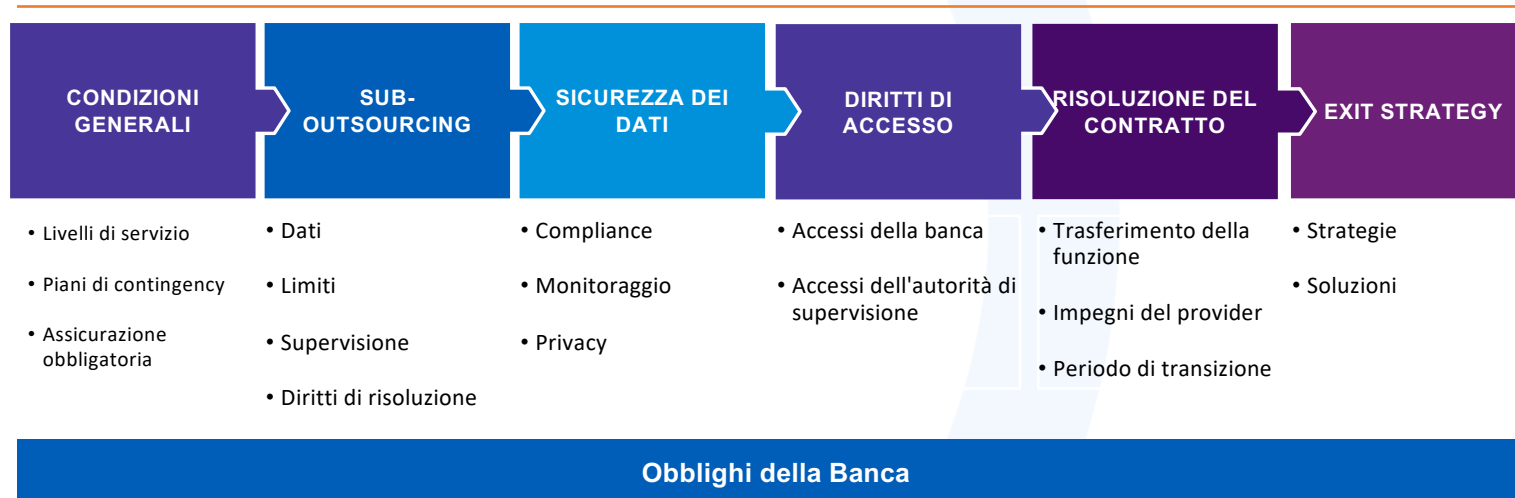 CONDIZIONI
GENERALI
SUB-
OUTSOURCING
SICUREZZA DEI
DATI
DIRITTI DI
ACCESSO
RISOLUZIONE DEL
CONTRATTO
EXIT STRATEGY
• Livelli di servizio
• Piani di contingency
• Assicurazione
obbligatoria
• Dati
• Limiti
• Supervisione
• Diritti di risoluzione
• Compliance
• Monitoraggio
• Privacy
• Accessi della banca
• Accessi dell'autorità di
supervisione
• Trasferimento della
funzione
• Impegni del provider
• Periodo di transizione
• Strategie
• Soluzioni
Obblighi della Banca